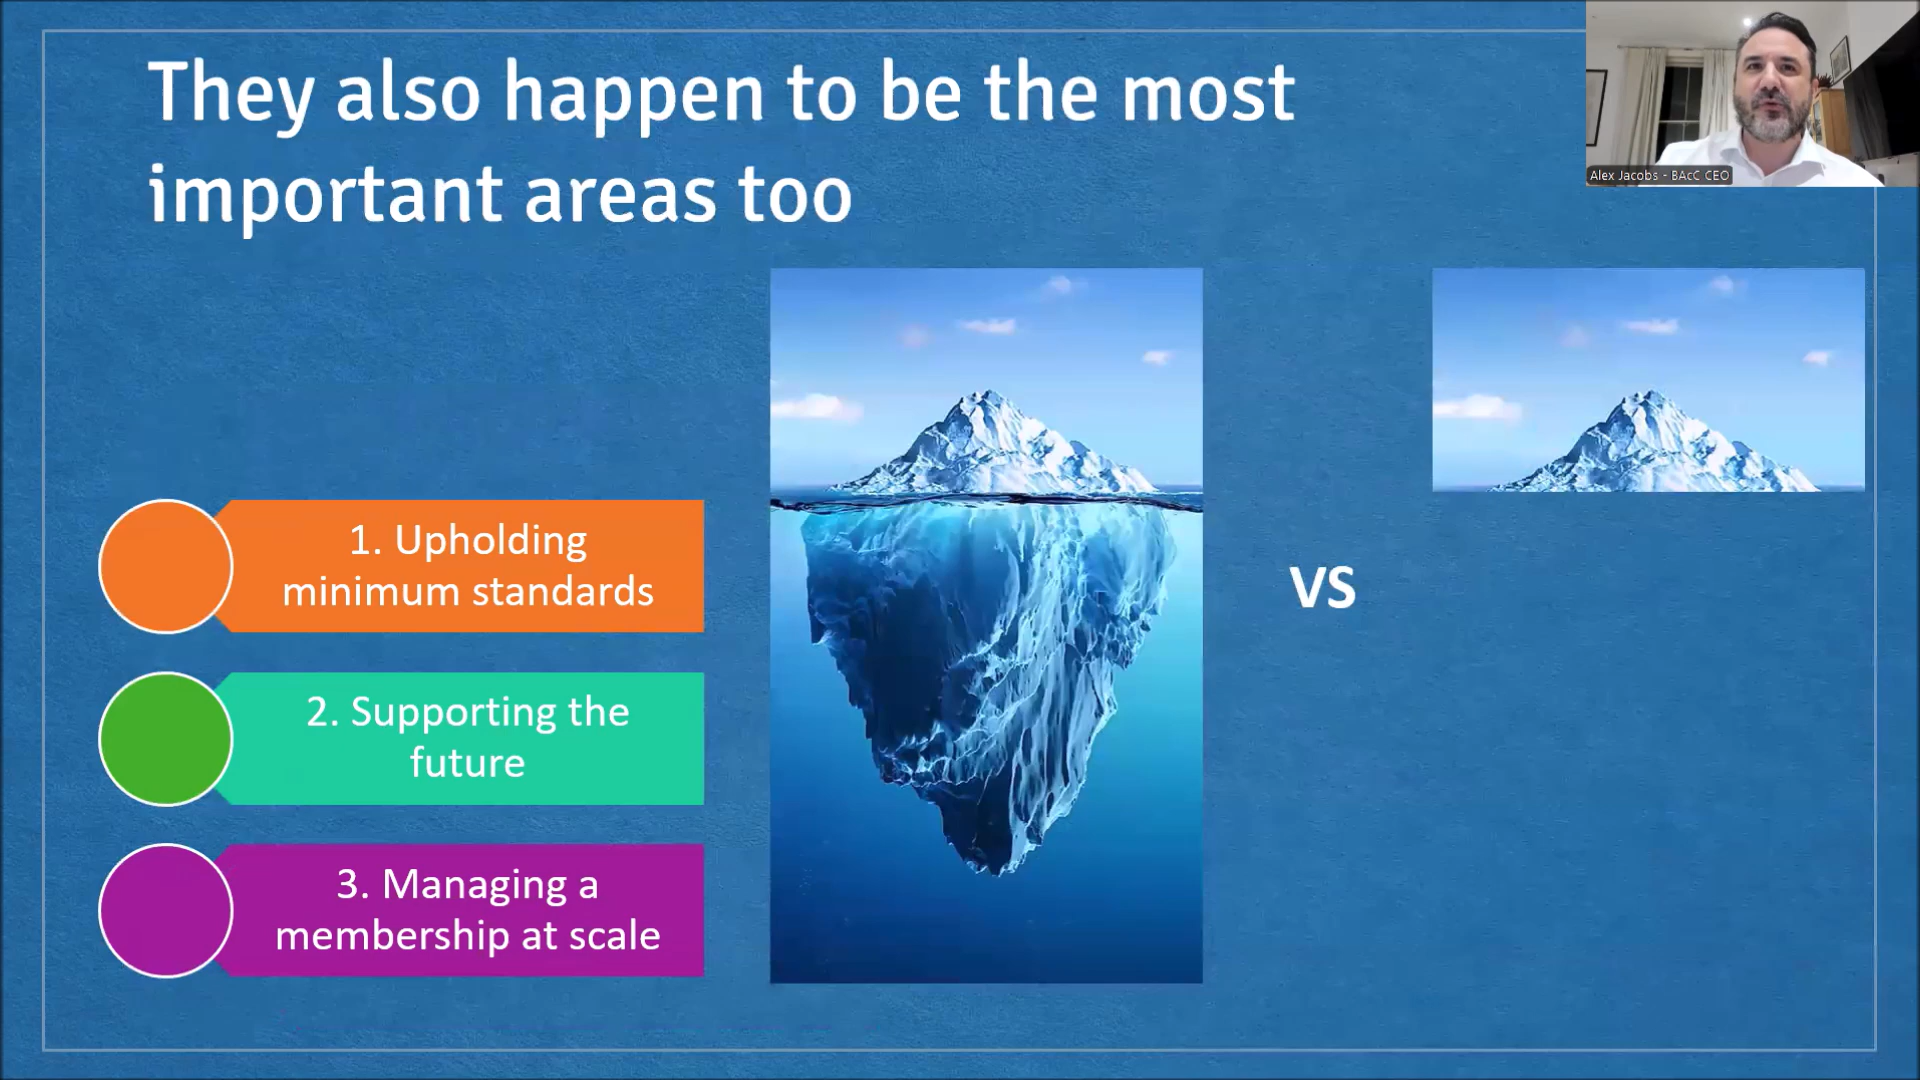 They also happen to be the most
important areas too
Alex Jacobs - BAcC CEO
1. Upholding
minimum standards
2. Supporting the
future
3. Managing a
membership at scale
VS